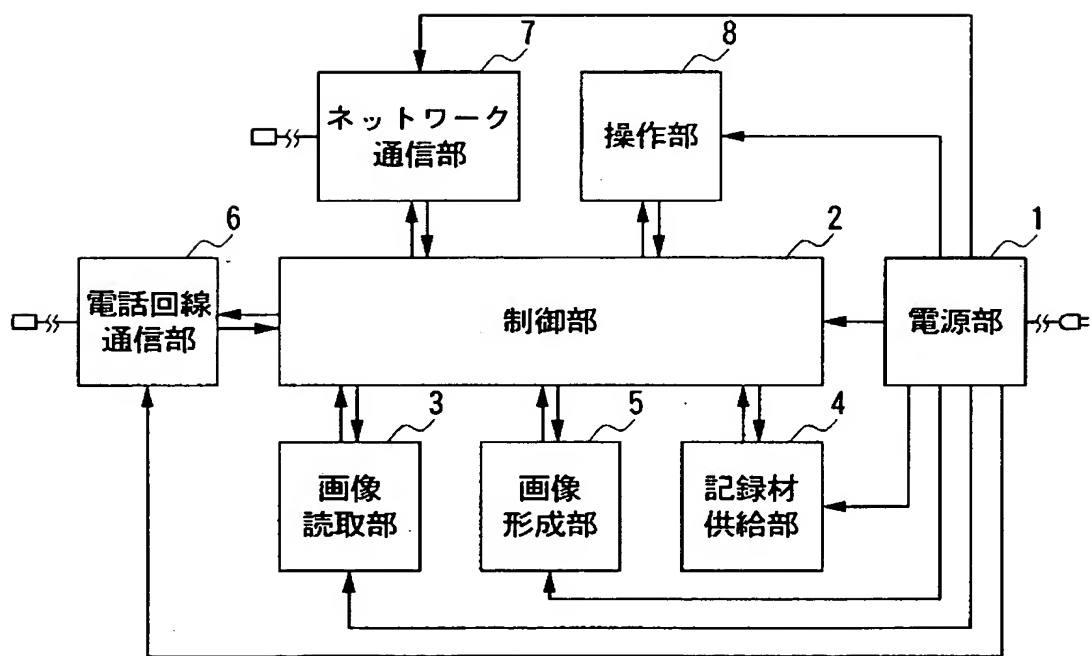 7
ネットワーク
通信部
8
操作部
6
電話回線
通信部
2
制御部
1
電源部
3
画像
読取部
5
画像
形成部
4
記録材
供給部